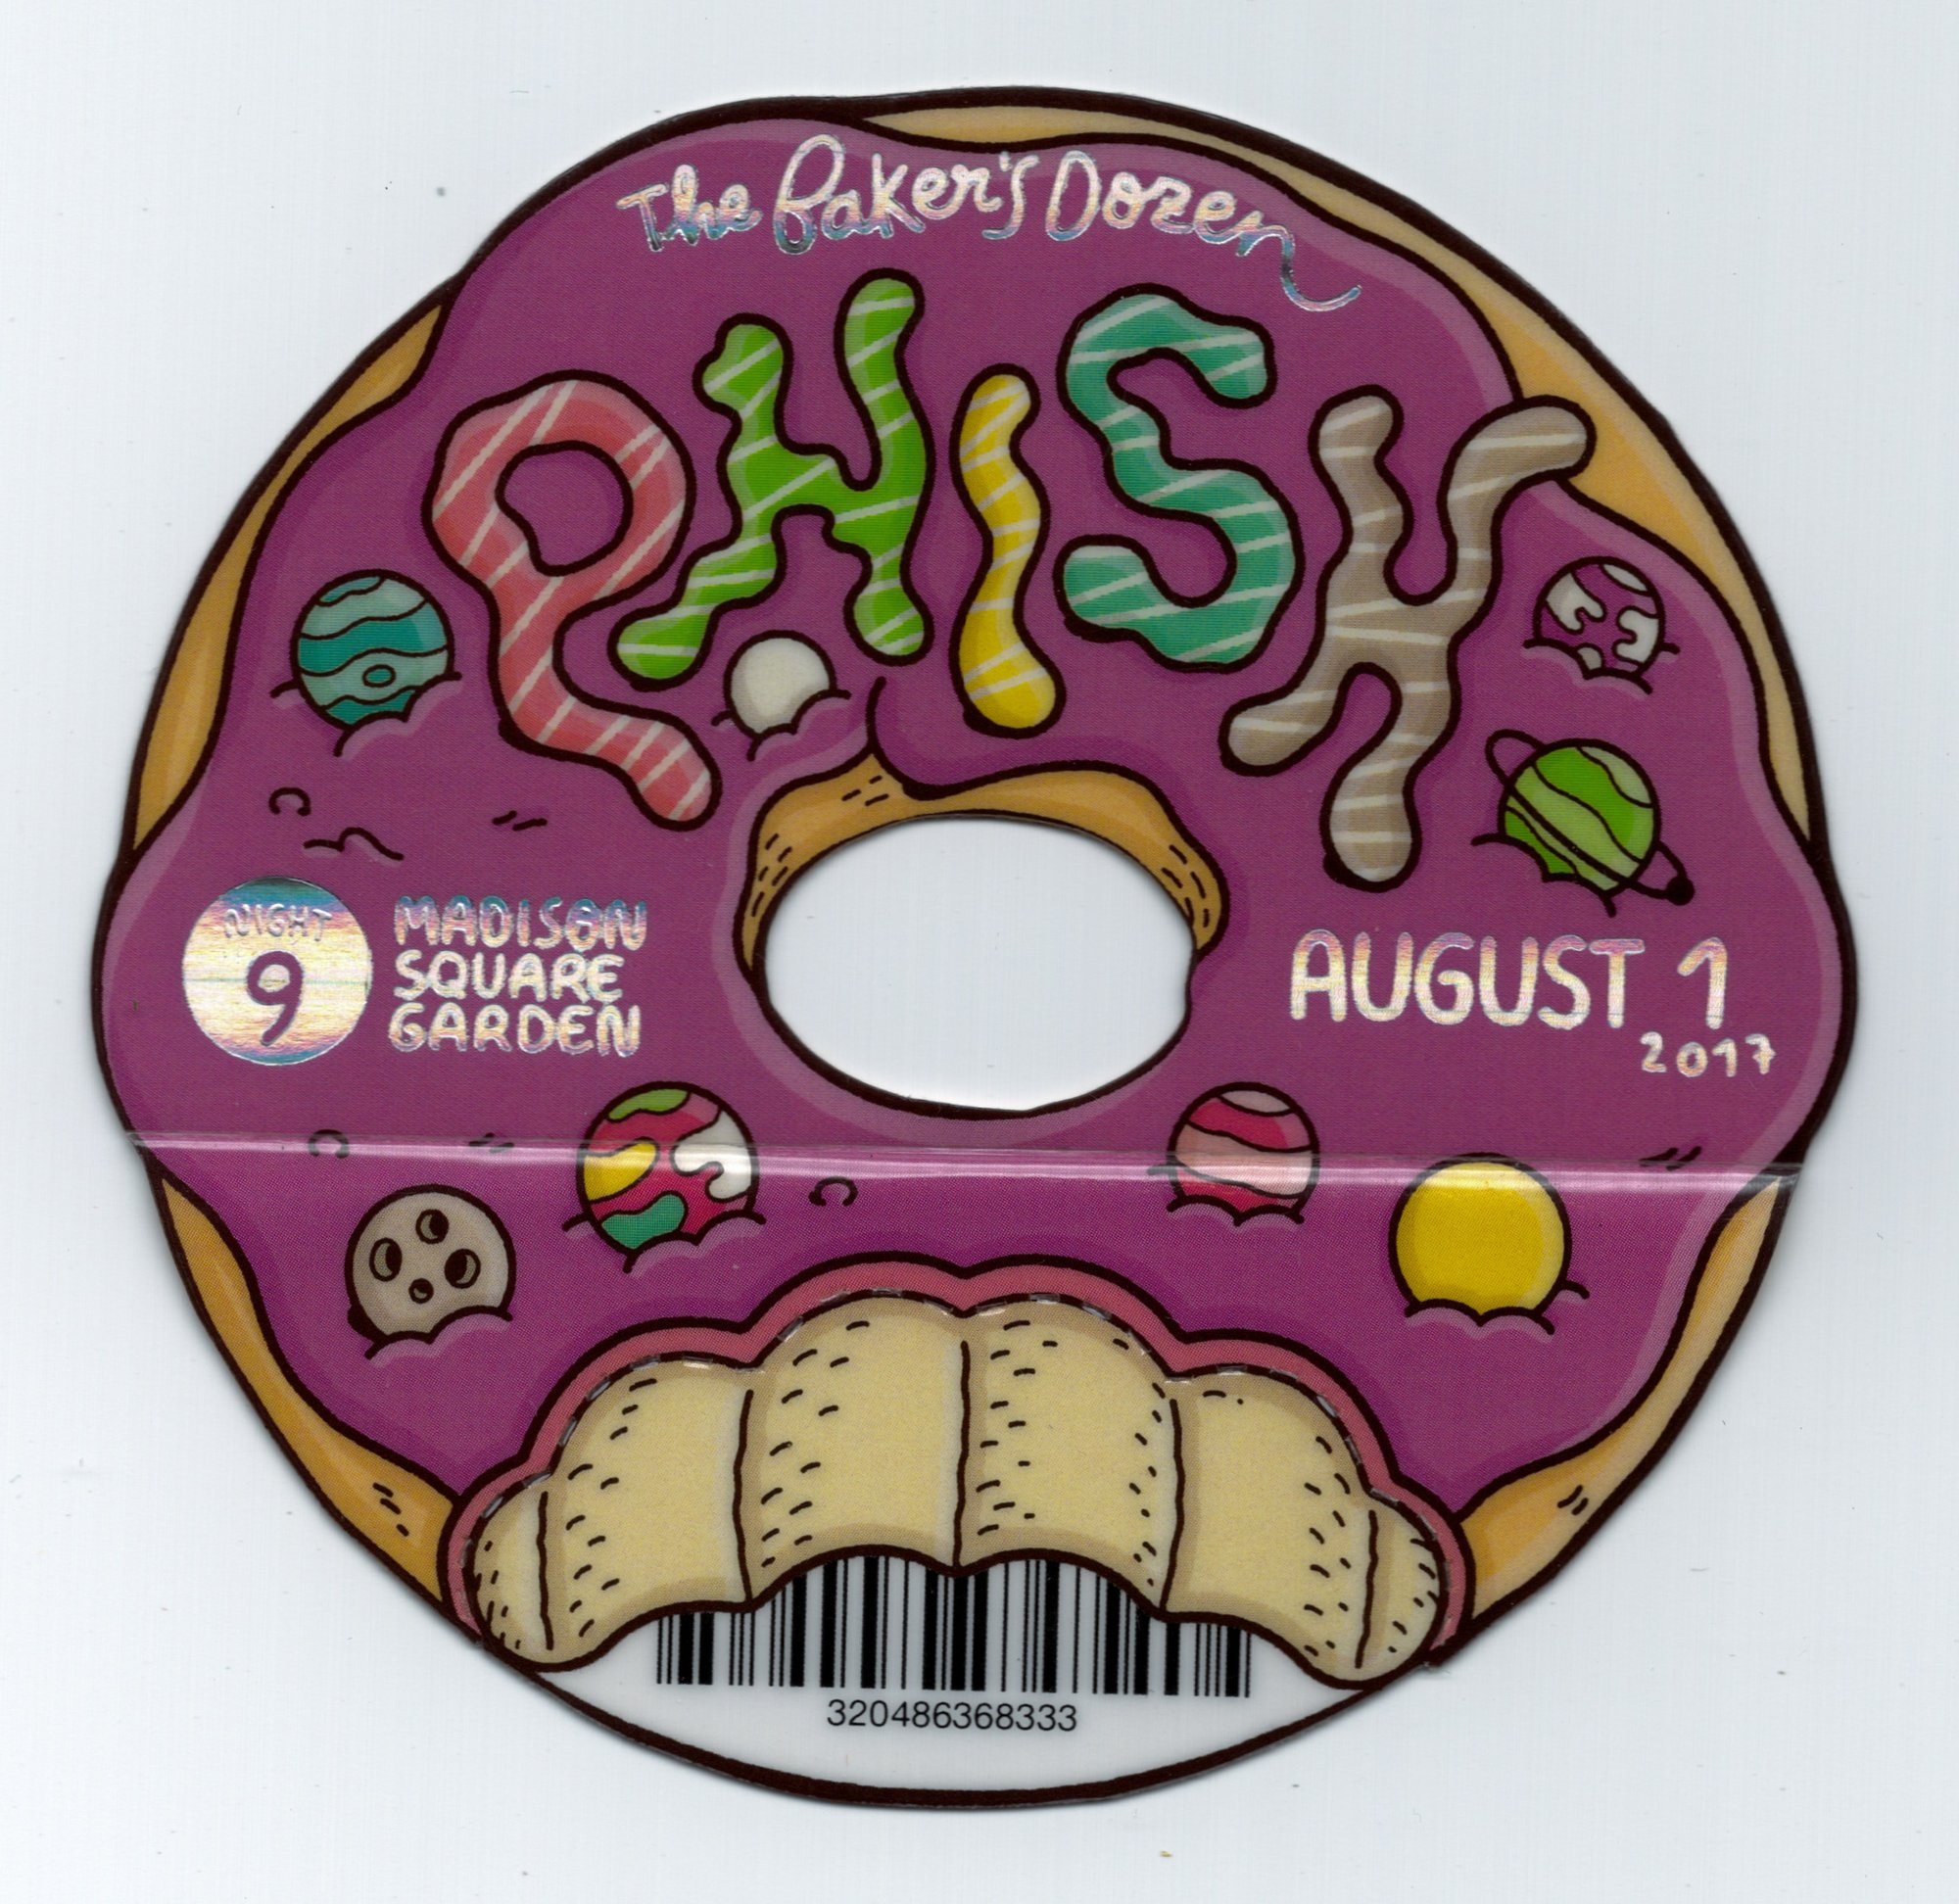 The Baker's Dozen
PHISH
NIGHT
9
MADISON
SQUARE
GARDEN
AUGUST 1
2017
320486368333